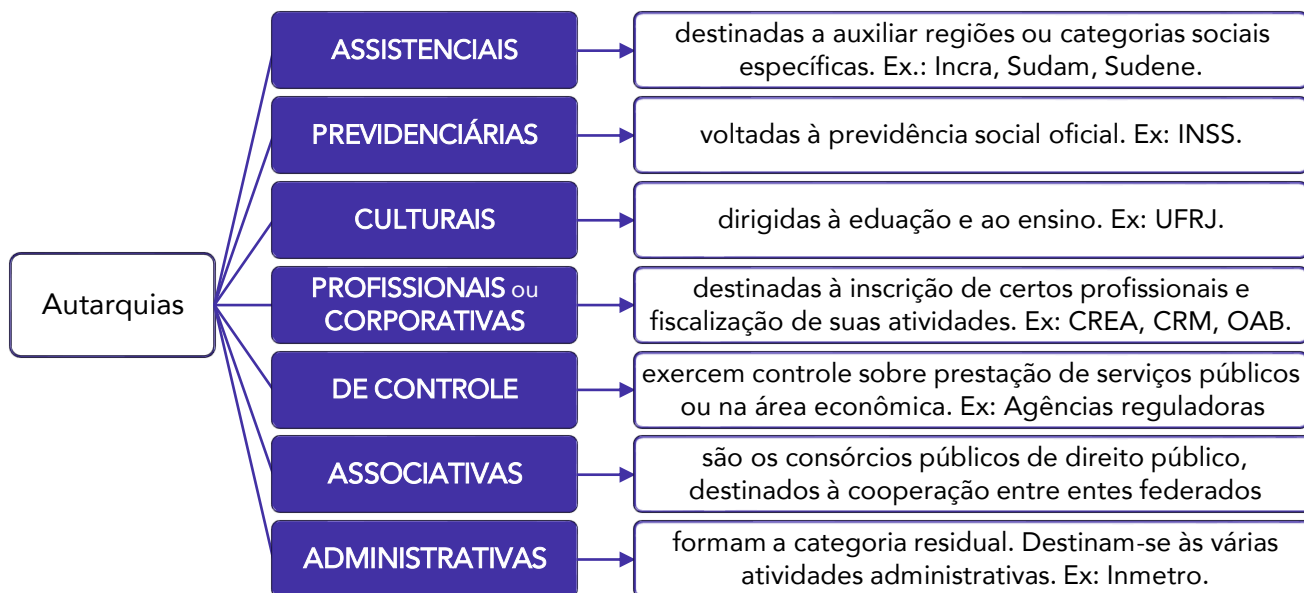 Autarquias
ASSISTENCIAIS
destinadas a auxiliar regiões ou categorias sociais
específicas. Ex.: Incra, Sudam, Sudene.
PREVIDENCIÁRIAS
voltadas à previdência social oficial. Ex: INSS.
CULTURAIS
dirigidas à eduação e ao ensino. Ex: UFRJ.
PROFISSIONAIS ou
CORPORATIVAS
destinadas à inscrição de certos profissionais e
fiscalização de suas atividades. Ex: CREA, CRM, OAB.
DE CONTROLE
exercem controle sobre prestação de serviços públicos
ou na área econômica. Ex: Agências reguladoras
ASSOCIATIVAS
são os consórcios públicos de direito público,
destinados à cooperação entre entes federados
ADMINISTRATIVAS
formam a categoria residual. Destinam-se às várias
atividades administrativas. Ex: Inmetro.